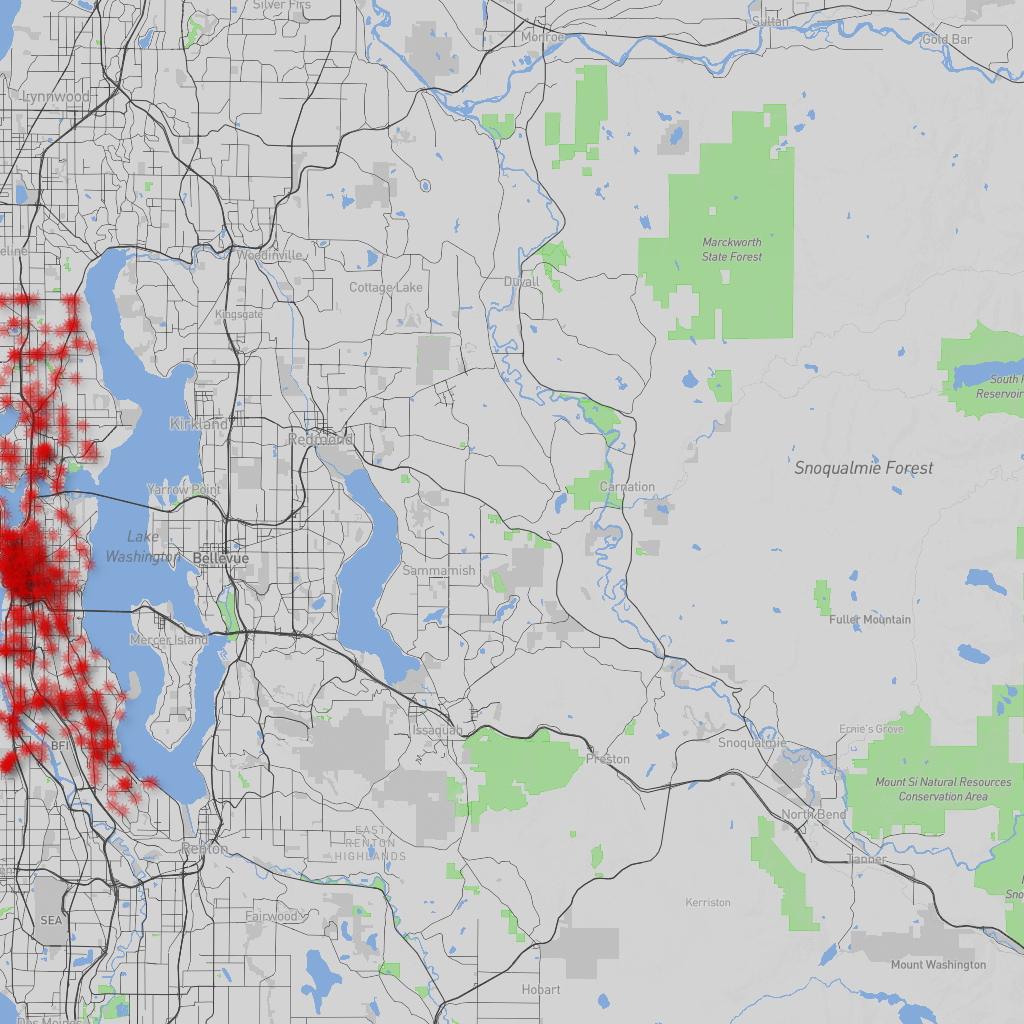 Silver Firs
Sultan
Monroe
Gold Bar
Lynnwood
Marckworth
State Forest
eline
Woodinville
Duvall
Cottage Lake
Kingsgate
South F
Reservoir
Kirkland
Redmond
Snoqualmie Forest
Yarrow Point
Carnation
Lake
Washington
Bellevue
Sammamish
Fuller Mountain
Mercer Island
Issaquah
Ernie's Grove
BFI
Snoqualmie
Preston
Mount Si Natural Resources
Conservation Area
North Bend
EAST
RENTON
HIGHLANDS
Renton
Tanner
Sno
Kerriston
Fairwood
SEA
Mount Washington
Hobart
Des Moines